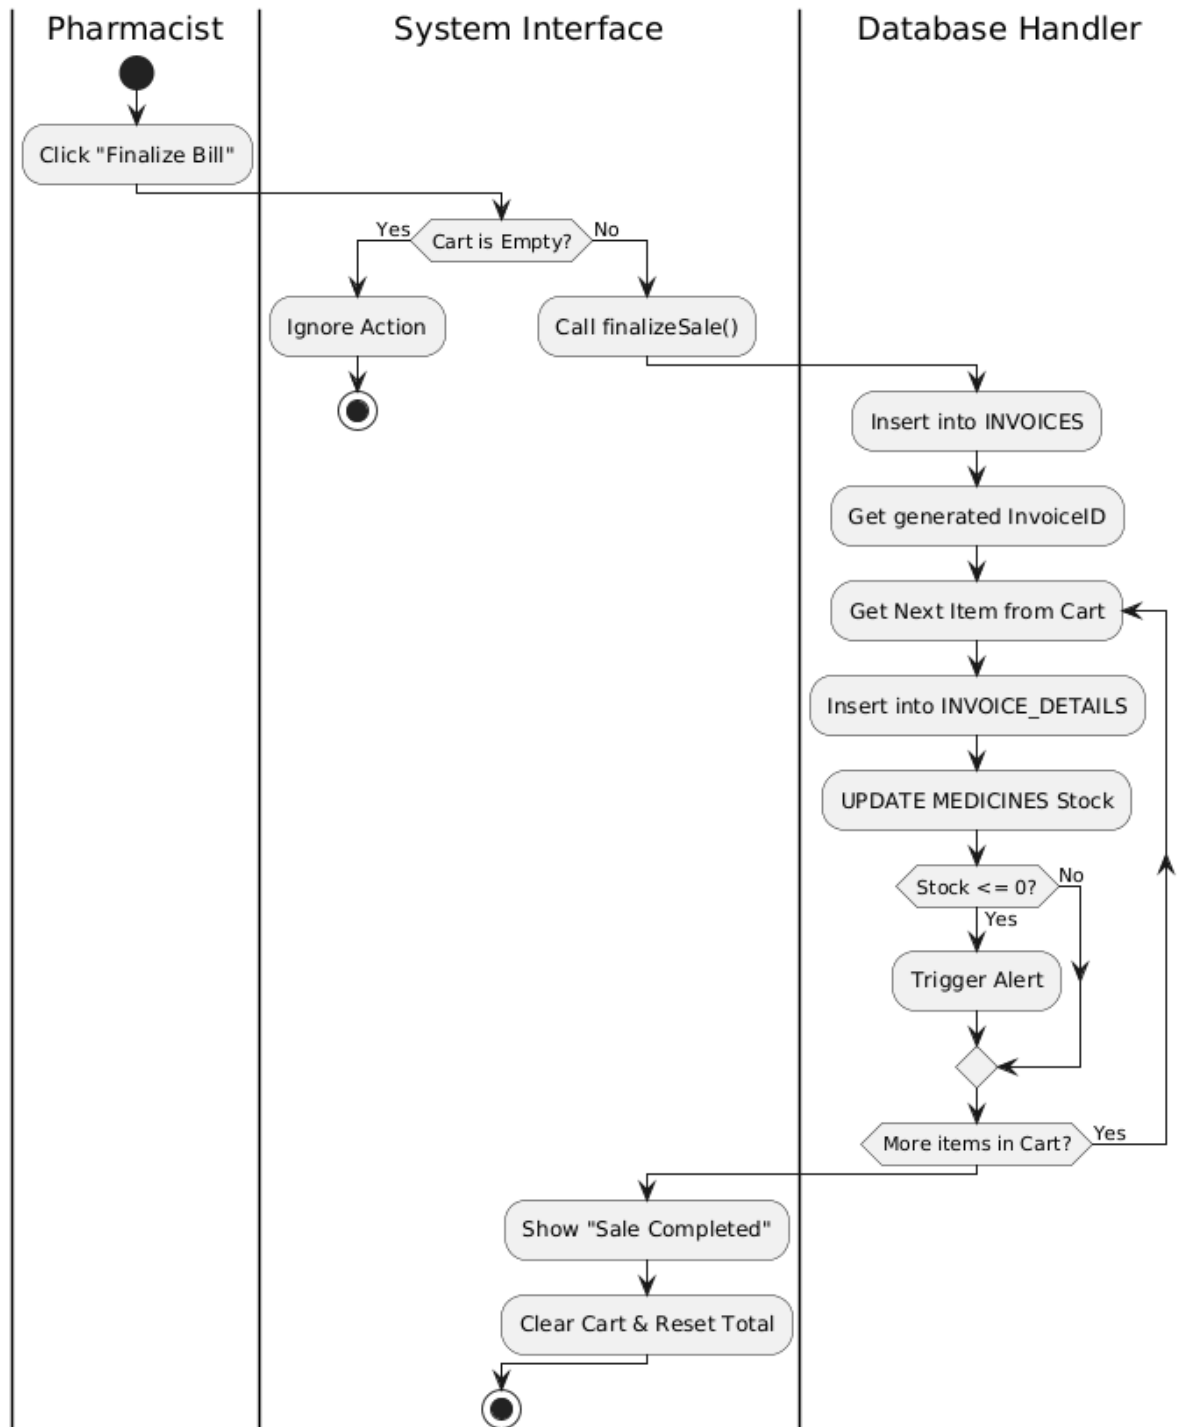 Pharmacist
System Interface
Database Handler
Click "Finalize Bill"
Yes
Cart is Empty?
No
Ignore Action
Call finalizeSale()
Insert into INVOICES
Get generated InvoiceID
Get Next Item from Cart
Insert into INVOICE_DETAILS
UPDATE MEDICINES Stock
Stock <= 0?
No
Yes
Trigger Alert
More items in Cart?
Yes
Show "Sale Completed"
Clear Cart & Reset Total